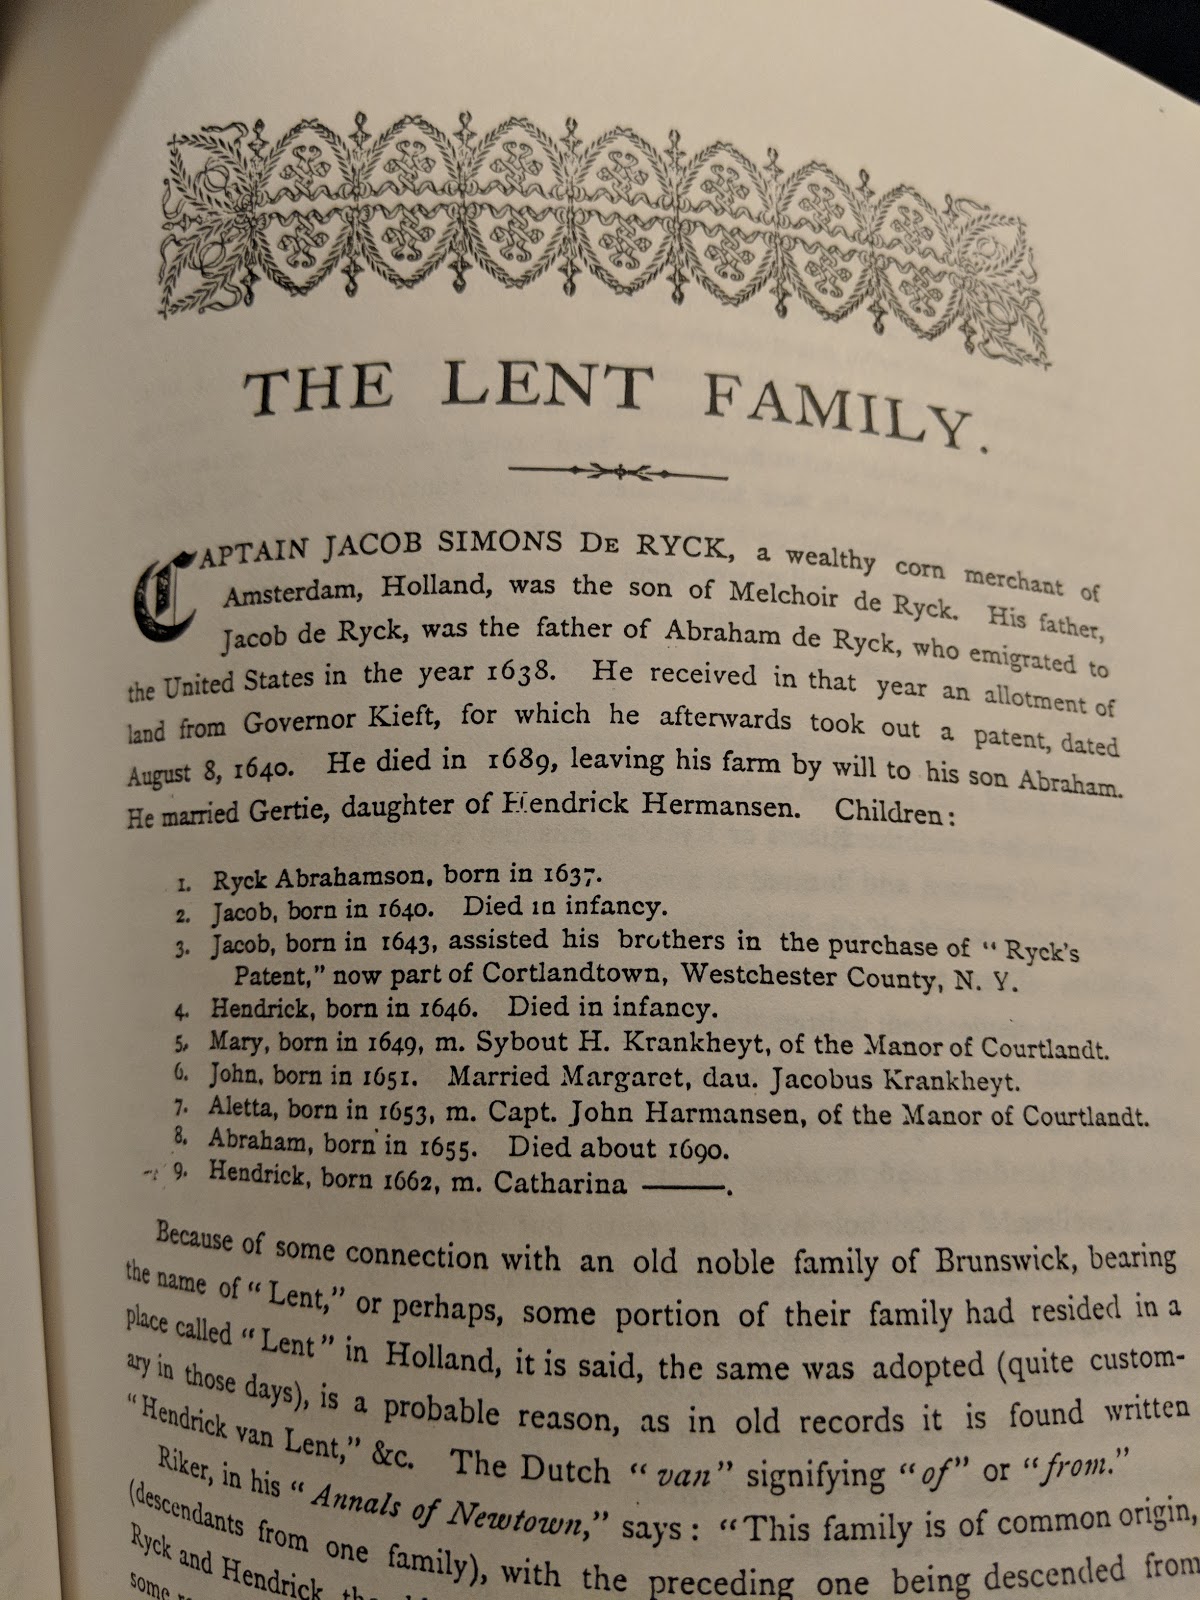 THE LENT FAMILY.
CAPTAIN JACOB SIMONS DE RYCK, a wealthy corn merchant of
Amsterdam, Holland, was the son of Melchoir de Ryck. His father,
Jacob de Ryck, was the father of Abraham de Ryck, who emigrated to
the United States in the year 1638. He received in that year an allotment of
land from Governor Kieft, for which he afterwards took out a patent, dated
August 8, 1640. He died in 1689, leaving his farm by will to his son Abraham.
He married Gertie, daughter of Hendrick Hermansen. Children:
1. Ryck Abrahamson, born in 1637.
2. Jacob, born in 1640. Died in infancy.
3. Jacob, born in 1643, assisted his brothers in the purchase of "Ryck's
Patent," now part of Cortlandtown, Westchester County, N. Y.
4. Hendrick, born in 1646. Died in infancy.
5. Mary, born in 1649, m. Sybout H. Krankheyt, of the Manor of Courtlandt.
6. John, born in 1651. Married Margaret, dau. Jacobus Krankheyt.
7. Aletta, born in 1653, m. Capt. John Harmansen, of the Manor of Courtlandt.
8. Abraham, born in 1655. Died about 1690.
9. Hendrick, born 1662, m. Catharina ———.
Because of some connection with an old noble family of Brunswick, bearing
the name of "Lent," or perhaps, some portion of their family had resided in a
place called "Lent" in Holland, it is said, the same was adopted (quite custom-
ary in those days), is a probable reason, as in old records it is found written
"Hendrick van Lent," &c. The Dutch "van" signifying "of" or "from."
Riker, in his "Annals of Newtown," says: "This family is of common origin,
(descendants from one family), with the preceding one being descended from
Ryck and Hendrick
some